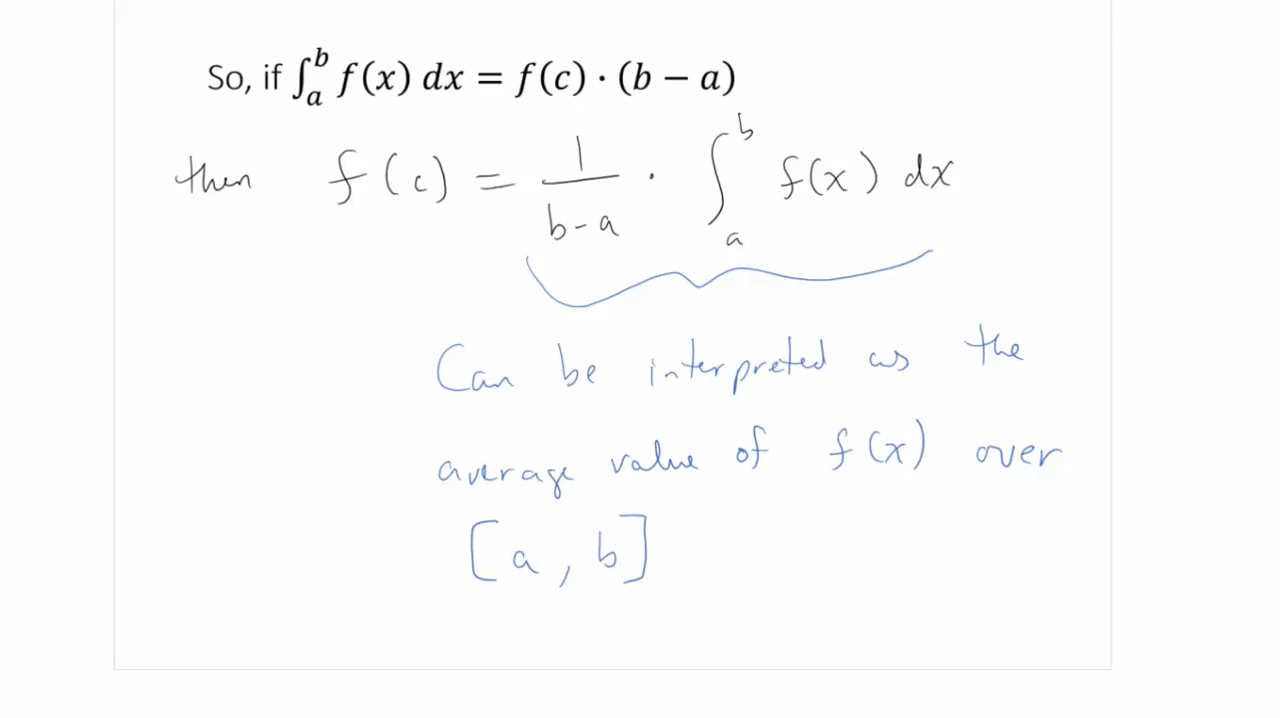 So, if ∫_a^b f(x) dx = f(c) · (b − a)
then f(c) = 1/(b-a) · ∫_a^b f(x) dx
Can be interpreted as the
average value of f(x) over
[a, b]